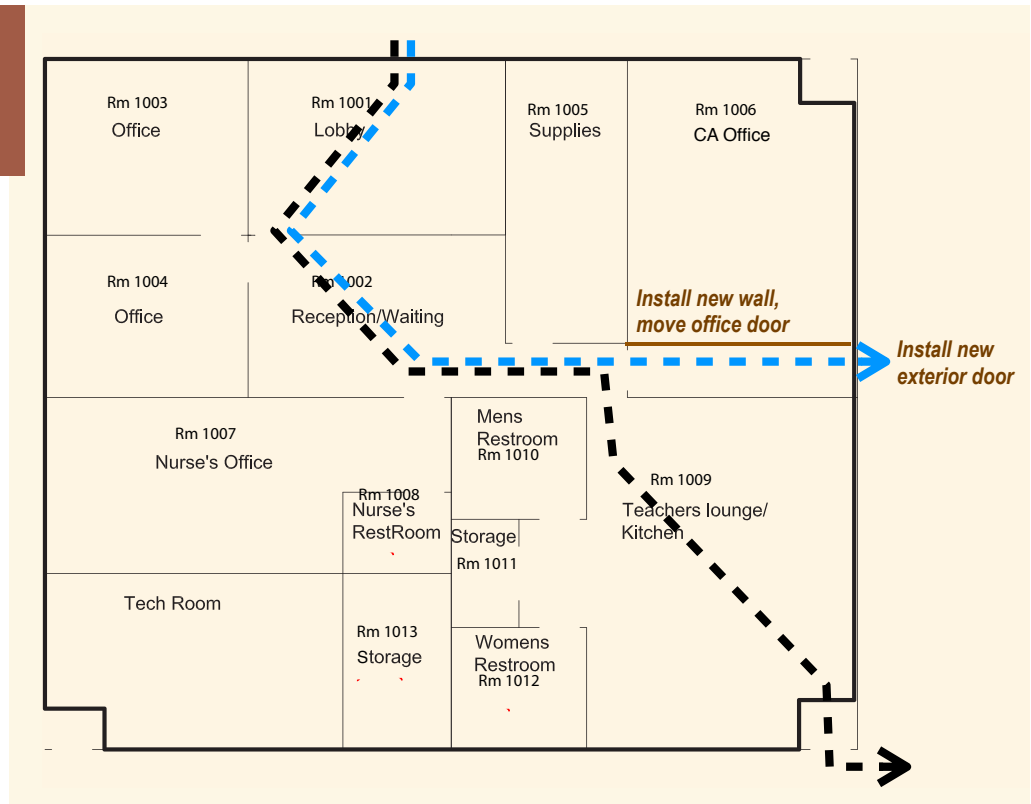 Rm 1003
Office
Rm 1001
Lobby
Rm 1005
Supplies
Rm 1006
CA Office
Rm 1004
Office
Rm 1002
Reception/Waiting
Install new wall,
move office door
Install new
exterior door
Rm 1007
Nurse's Office
Mens
Restroom
Rm 1010
Rm 1008
Nurse's
RestRoom
Storage
Rm 1011
Rm 1009
Teachers lounge/
Kitchen
Tech Room
Rm 1013
Storage
Womens
Restroom
Rm 1012